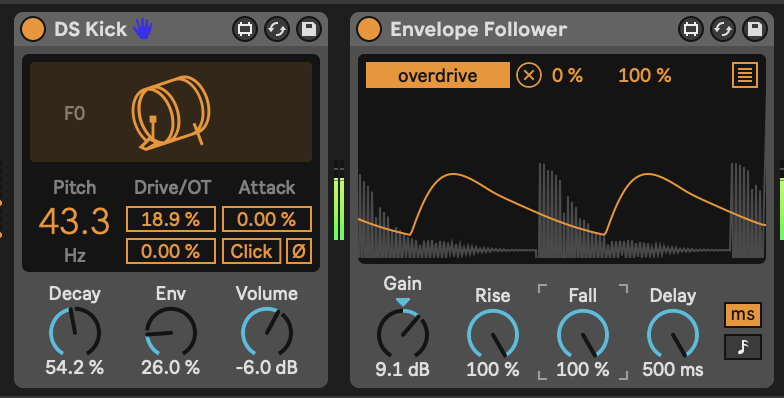 DS Kick
F0
Pitch
43.3
Hz
Drive/OT
18.9 %
0.00 %
Attack
0.00 %
Click Ø
Decay
54.2 %
Env
26.0 %
Volume
-6.0 dB
Envelope Follower
overdrive 0 % 100 %
Gain
9.1 dB
Rise
100 %
Fall
100 %
Delay
500 ms
ms